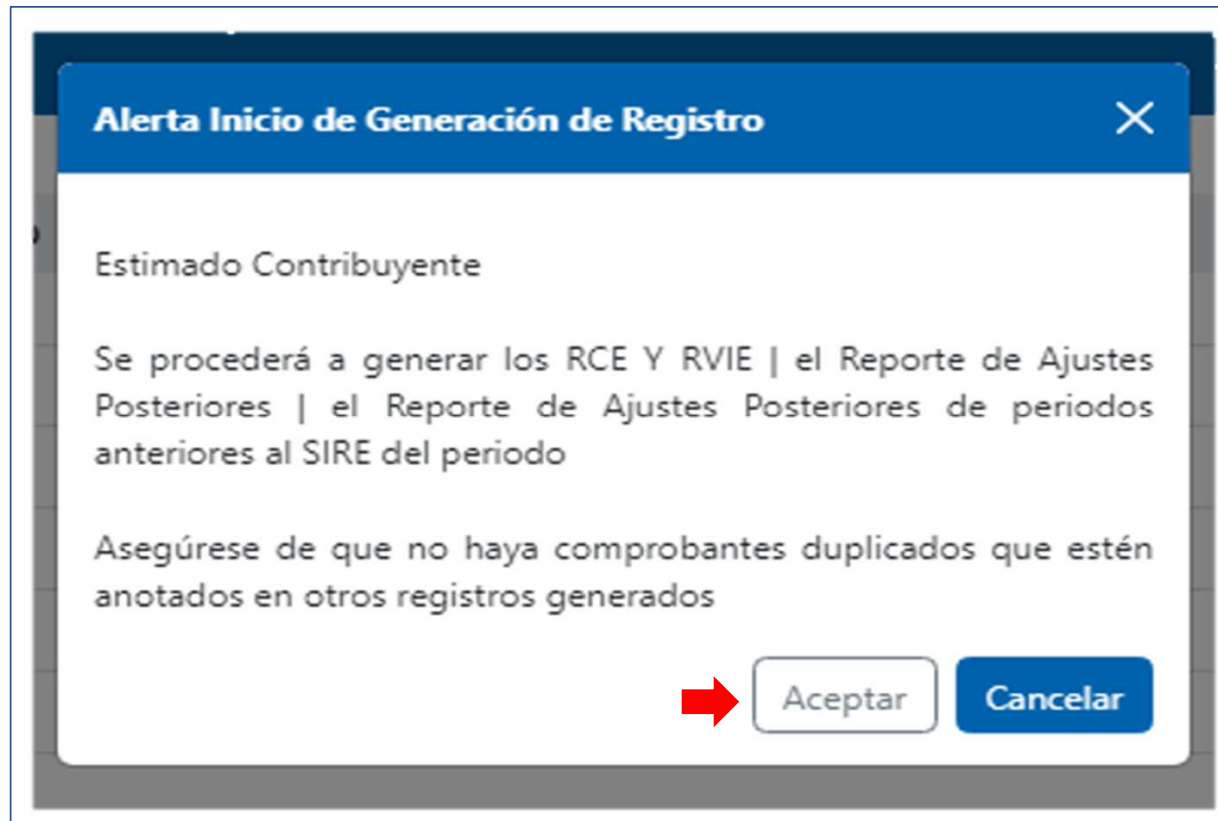 Alerta Inicio de Generación de Registro
Estimado Contribuyente
Se procederá a generar los RCE Y RVIE | el Reporte de Ajustes
Posteriores | el Reporte de Ajustes Posteriores de periodos
anteriores al SIRE del periodo
Asegúrese de que no haya comprobantes duplicados que estén
anotados en otros registros generados
Aceptar
Cancelar